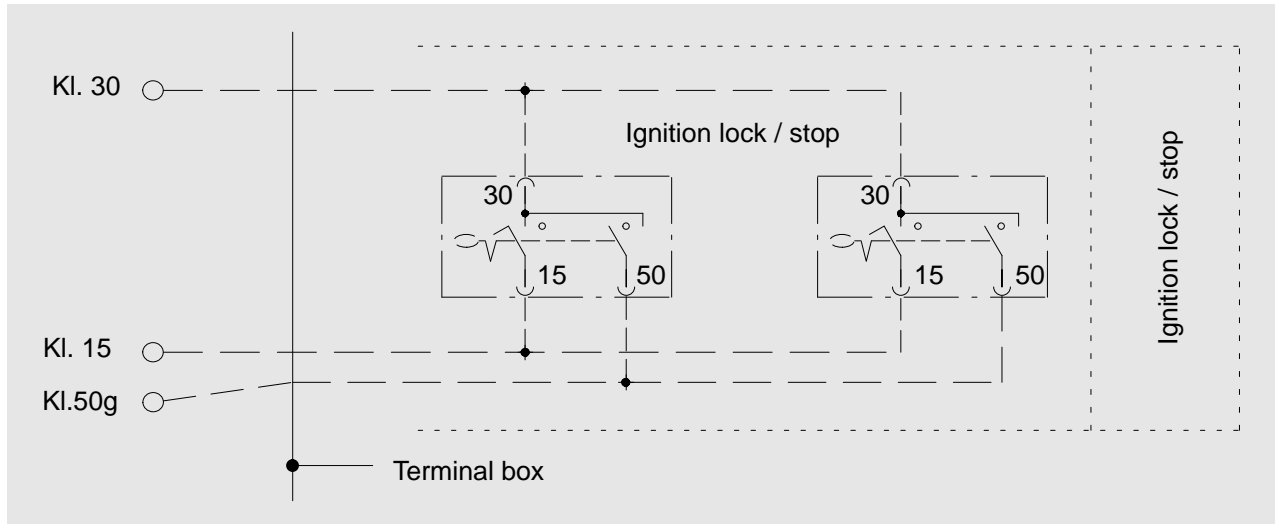 Kl. 30
Ignition lock / stop
30
30
15
50
15
50
Kl. 15
Kl.50g
Terminal box
Ignition lock / stop